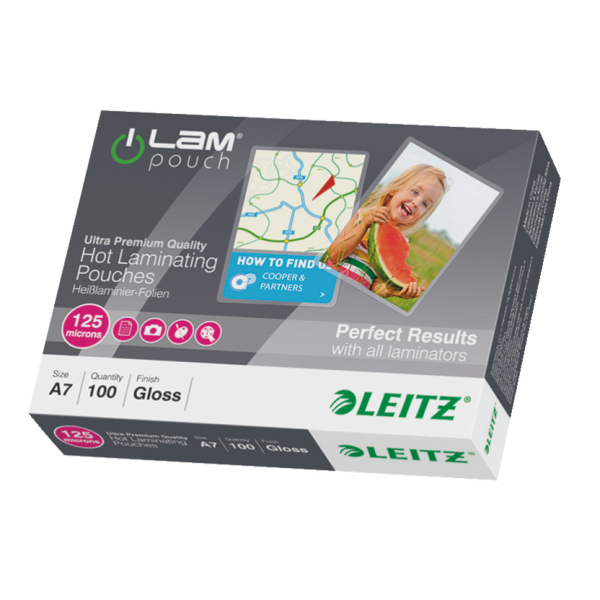 iLAM®
pouch
Ultra Premium Quality
Hot Laminating
Pouches
Heißlaminier-Folien
125
microns
HOW TO FIND
COOPER &
PARTNERS
Perfect Results
with all laminators
Size
A7
Quantity
100
Finish
Gloss
LEITZ®
125
microns
Ultra Premium Quality
Hot Laminating
Pouches
Size
A7
Quantity
100
Finish
Gloss
LEITZ®
LEITZ